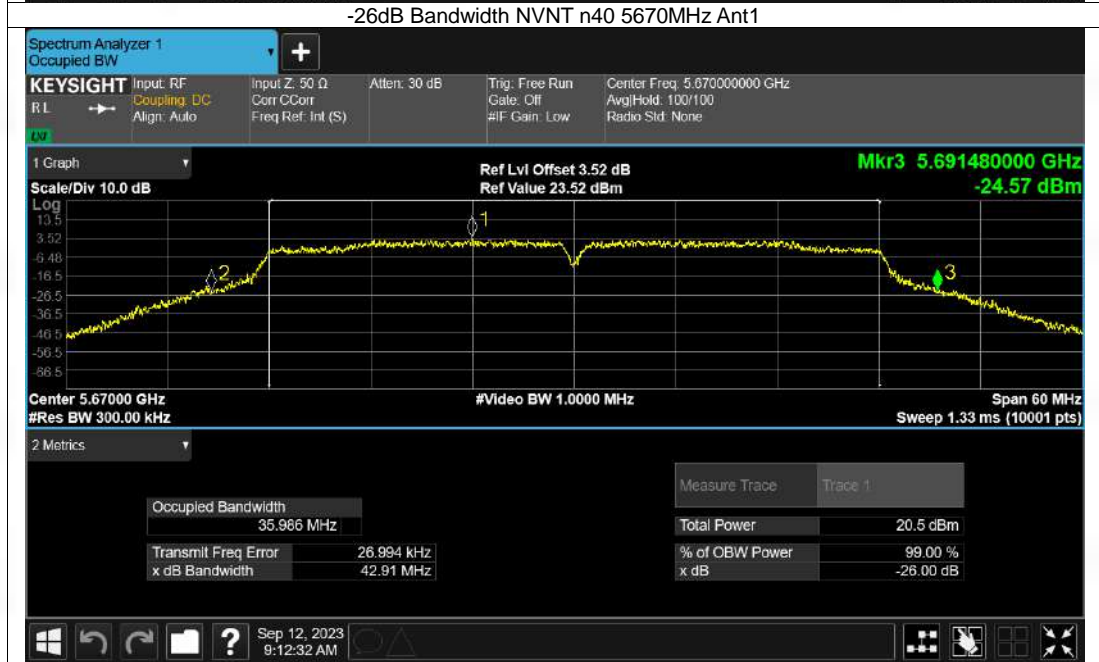 -26dB Bandwidth NVNT n40 5670MHz Ant1
Spectrum Analyzer 1
Occupied BW
+
KEYSIGHT Input: RF Input Z: 50 Ω Atten: 30 dB Trig: Free Run Center Freq: 5.670000000 GHz
R L Coupling: DC Corr CCorr Gate: Off Avg|Hold: 100/100
Align: Auto Freq Ref: Int (S) #IF Gain: Low Radio Std: None
LXI
1 Graph Ref Lvl Offset 3.52 dB Mkr3 5.691480000 GHz
Scale/Div 10.0 dB Ref Value 23.52 dBm -24.57 dBm
Log
13.5
3.52
-6.48
-16.5
-26.5
-36.5
-46.5
-56.5
-66.5
1
2
3
Center 5.67000 GHz #Video BW 1.0000 MHz Span 60 MHz
#Res BW 300.00 kHz Sweep 1.33 ms (10001 pts)
2 Metrics
Measure Trace Trace 1
Occupied Bandwidth
35.986 MHz Total Power 20.5 dBm
Transmit Freq Error 26.994 kHz % of OBW Power 99.00 %
x dB Bandwidth 42.91 MHz x dB -26.00 dB
? Sep 12, 2023
9:12:32 AM